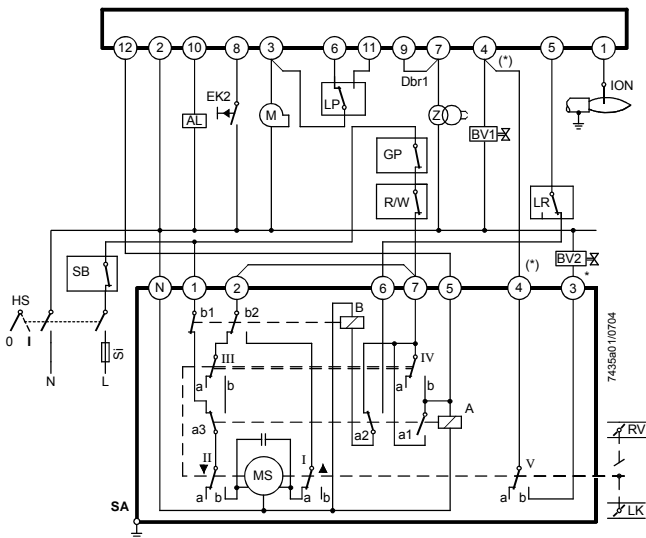 12 2 10 8 3 6 11 9 7 4 (*) 5 1
Dbr1
EK2
ION
LP
AL
M
Z
BV1
GP
R/W
LR
SB
BV2
(*)
*
HS
N 1 2 6 7 5 4 3
b1 b2 B
0 I
Si
III
IV
a b
a b
N L
A
a3
a2 a1
II
MS
I
V
a b
a b
a b
SA
RV
LK
7435a01/0704